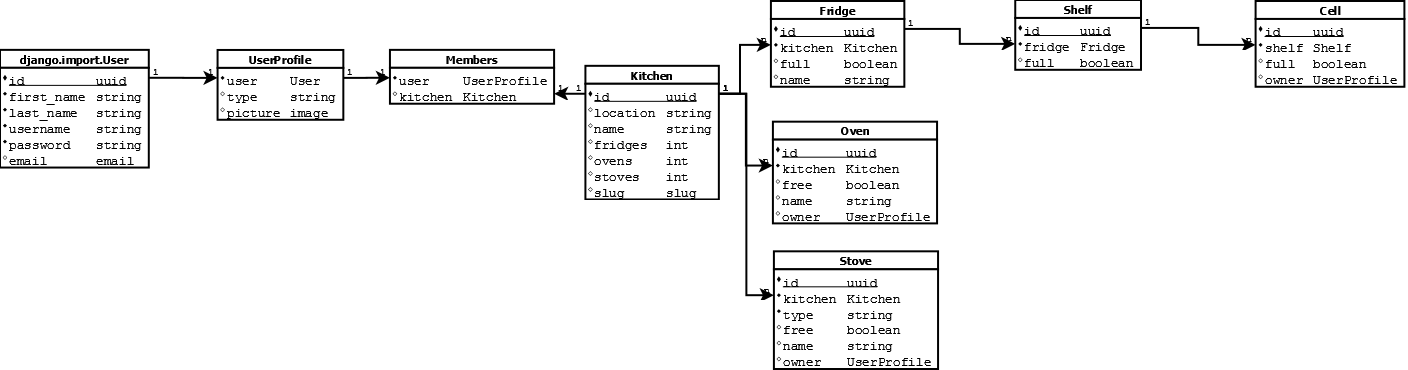 django.import.User
id uuid
first_name string
last_name string
username string
password string
email email
1
1
UserProfile
user User
type string
picture image
1
Members
user UserProfile
kitchen Kitchen
1
1
Kitchen
id uuid
location string
name string
fridges int
ovens int
stoves int
slug slug
1
Fridge
id uuid
kitchen Kitchen
full boolean
name string
1
Shelf
id uuid
fridge Fridge
full boolean
1
Cell
id uuid
shelf Shelf
full boolean
owner UserProfile
Oven
id uuid
kitchen Kitchen
free boolean
name string
owner UserProfile
Stove
id uuid
kitchen Kitchen
type string
free boolean
name string
owner UserProfile